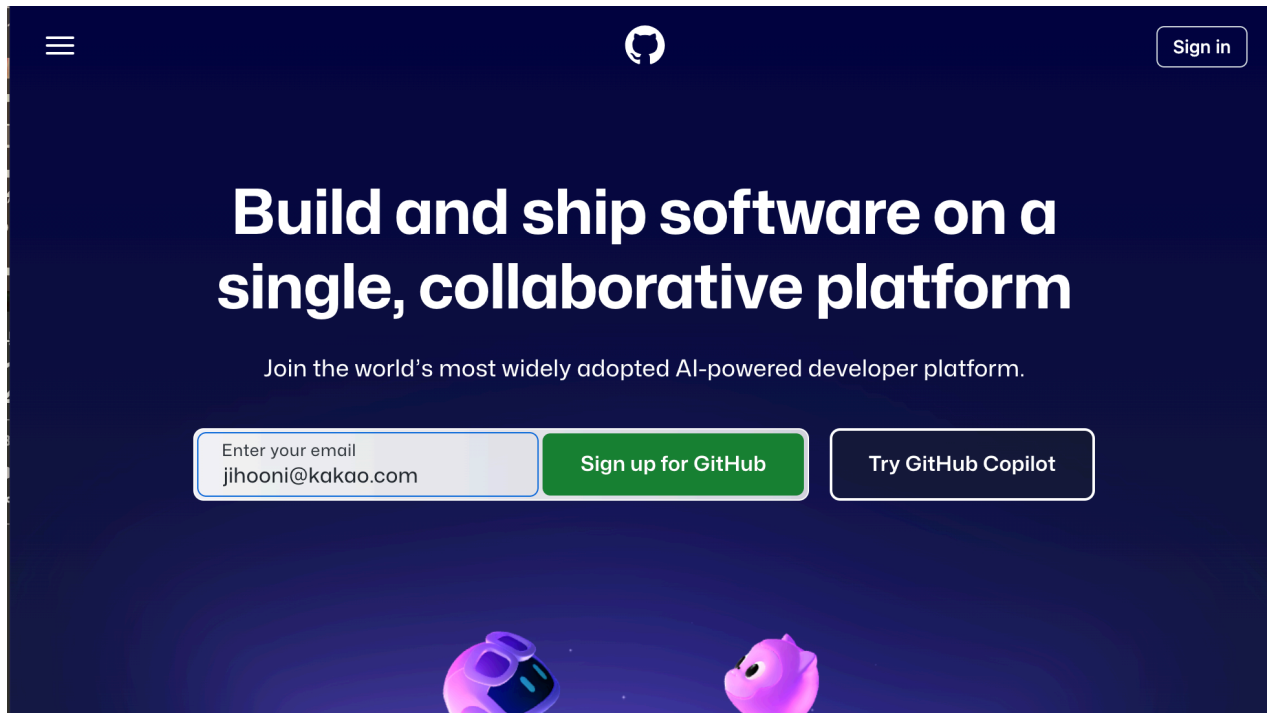 Sign in
Build and ship software on a
single, collaborative platform
Join the world’s most widely adopted AI-powered developer platform.
Enter your email
jihooni@kakao.com
Sign up for GitHub
Try GitHub Copilot